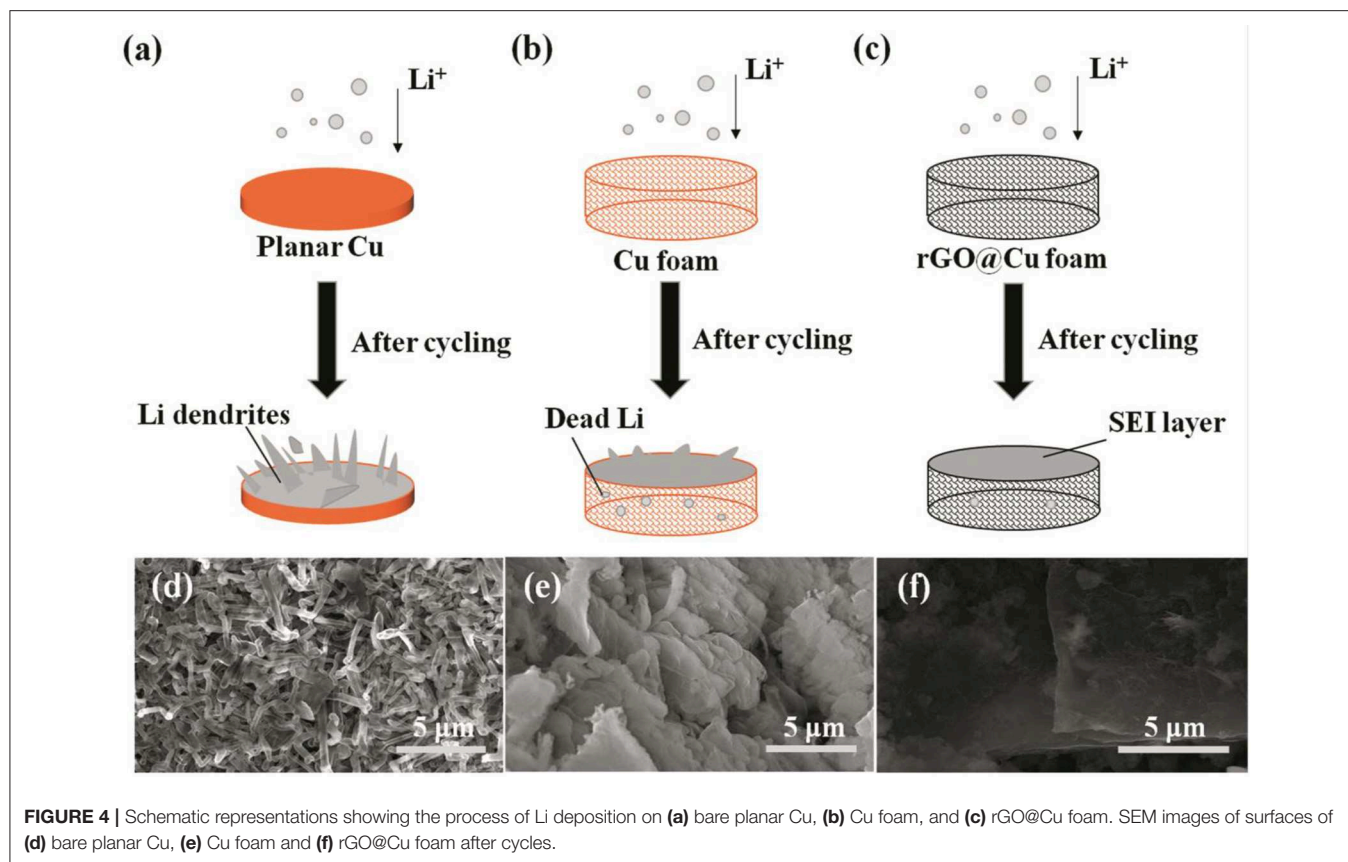 (a)
(b)
(c)
Li⁺
Li⁺
Li⁺
Planar Cu
Cu foam
rGO@Cu foam
After cycling
After cycling
After cycling
Li dendrites
Dead Li
SEI layer
(d)
(e)
(f)
5 µm
5 µm
5 µm
FIGURE 4 | Schematic representations showing the process of Li deposition on (a) bare planar Cu, (b) Cu foam, and (c) rGO@Cu foam. SEM images of surfaces of
(d) bare planar Cu, (e) Cu foam and (f) rGO@Cu foam after cycles.